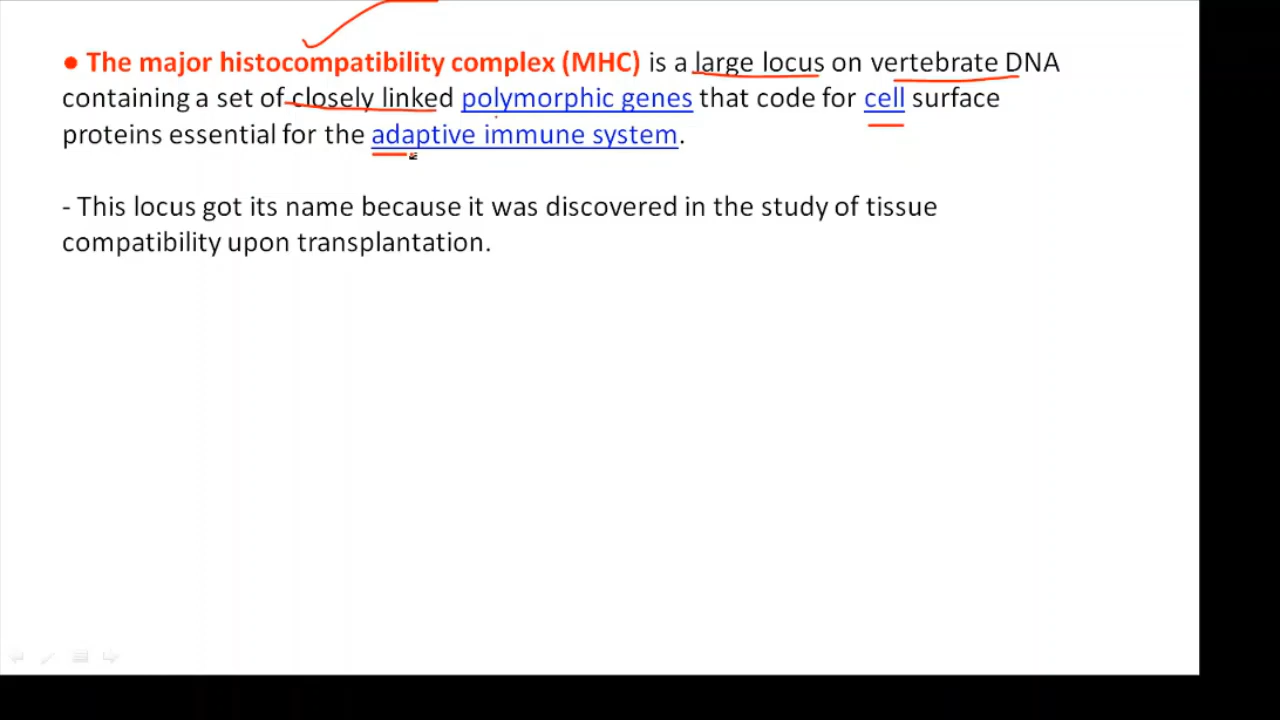 ● The major histocompatibility complex (MHC) is a large locus on vertebrate DNA
containing a set of closely linked polymorphic genes that code for cell surface
proteins essential for the adaptive immune system.
- This locus got its name because it was discovered in the study of tissue
compatibility upon transplantation.